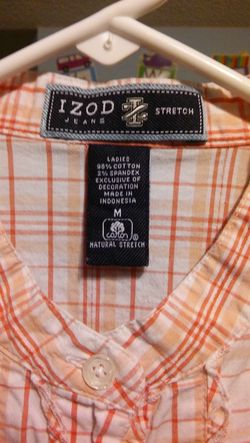 IZOD
JEANS
STRETCH
LADIES
98% COTTON
2% SPANDEX
EXCLUSIVE OF
DECORATION
MADE IN
INDONESIA
M
Cotton
NATURAL STRETCH